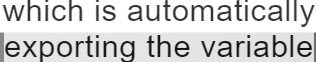 which is automatically
exporting the variable